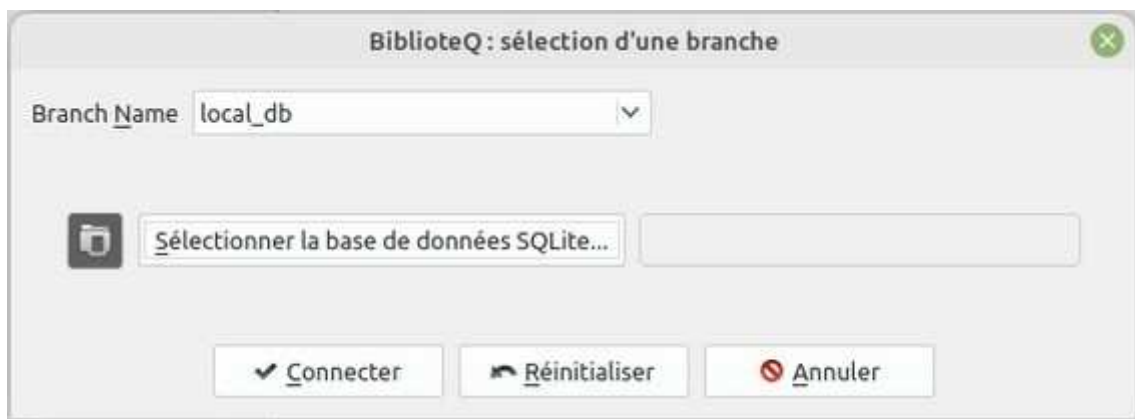 BiblioteQ : sélection d'une branche
Branch Name local_db
Sélectionner la base de données SQLite...
Connecter Réinitialiser Annuler